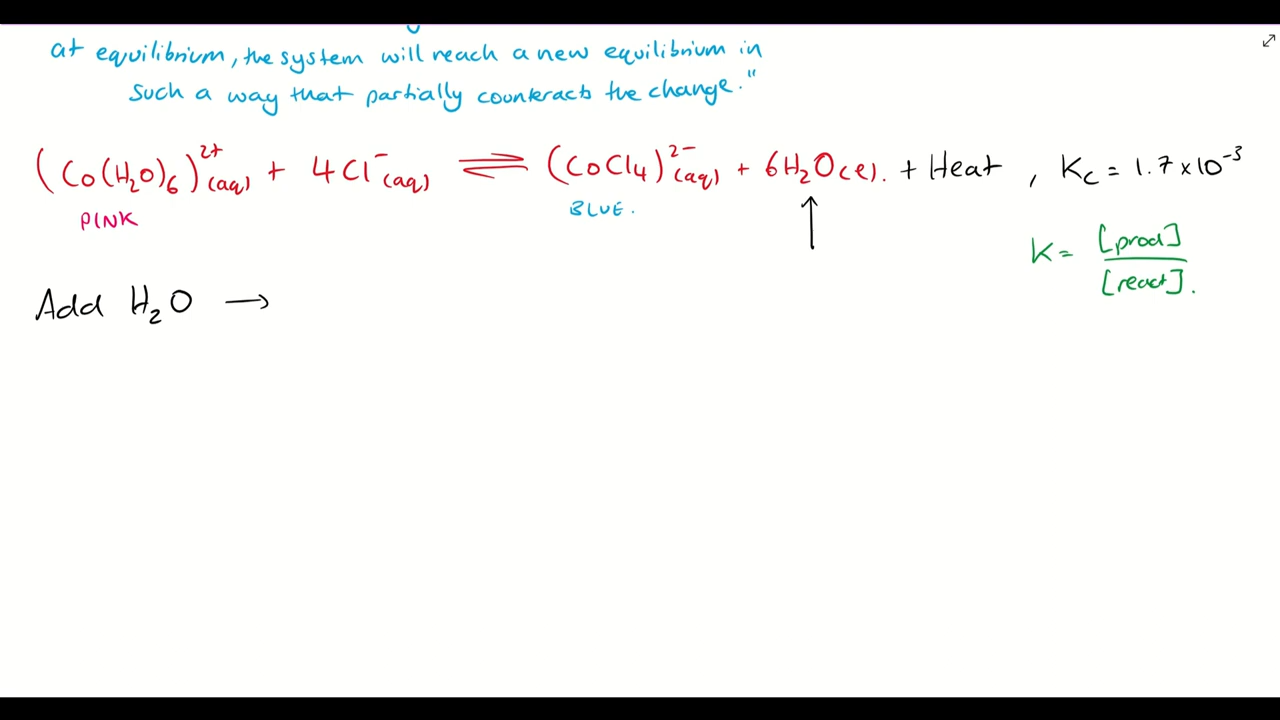 at equilibrium, the system will reach a new equilibrium in
such a way that partially counteracts the change."
(Co(H₂O)₆)²⁺(aq) + 4Cl⁻(aq) ⇌ (CoCl₄)²⁻(aq) + 6H₂O(l). + Heat , Kc = 1.7 × 10⁻³
PINK
BLUE.
K = [prod] / [react].
Add H₂O →